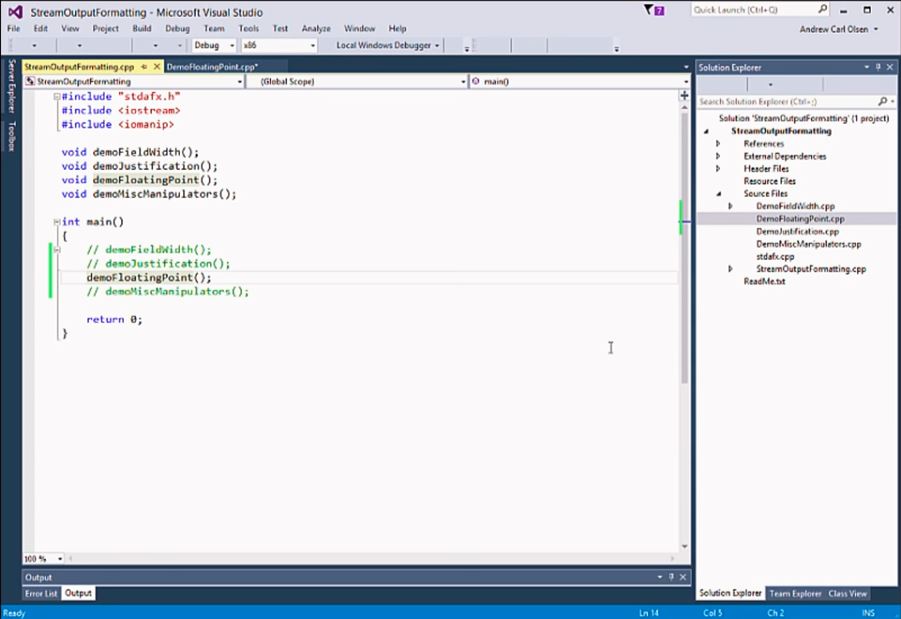 StreamOutputFormatting - Microsoft Visual Studio
7
Quick Launch (Ctrl+Q)
File Edit View Project Build Debug Team Tools Test Analyze Window Help
Andrew Carl Olsen
Debug x86 Local Windows Debugger
Server Explorer
Toolbox
StreamOutputFormatting.cpp DemoFloatingPoint.cpp*
StreamOutputFormatting (Global Scope) main()
#include "stdafx.h"
#include <iostream>
#include <iomanip>
void demoFieldWidth();
void demoJustification();
void demoFloatingPoint();
void demoMiscManipulators();
int main()
{
// demoFieldWidth();
// demoJustification();
demoFloatingPoint();
// demoMiscManipulators();
return 0;
}
100 %
Output
Error List Output
Solution Explorer
Search Solution Explorer (Ctrl+;)
Solution 'StreamOutputFormatting' (1 project)
StreamOutputFormatting
References
External Dependencies
Header Files
Resource Files
Source Files
DemoFieldWidth.cpp
DemoFloatingPoint.cpp
DemoJustification.cpp
DemoMiscManipulators.cpp
stdafx.cpp
StreamOutputFormatting.cpp
ReadMe.txt
Solution Explorer Team Explorer Class View
Ready Ln 14 Col 5 Ch 2 INS